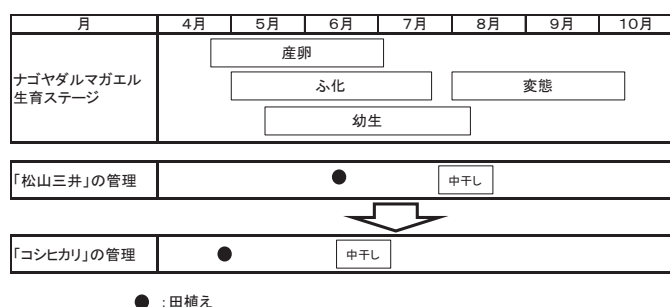 月 4月 5月 6月 7月 8月 9月 10月
ナゴヤダルマガエル
生育ステージ
産卵
ふ化 変態
幼生
「松山三井」の管理 ● 中干し
「コシヒカリ」の管理 ● 中干し
● :田植え